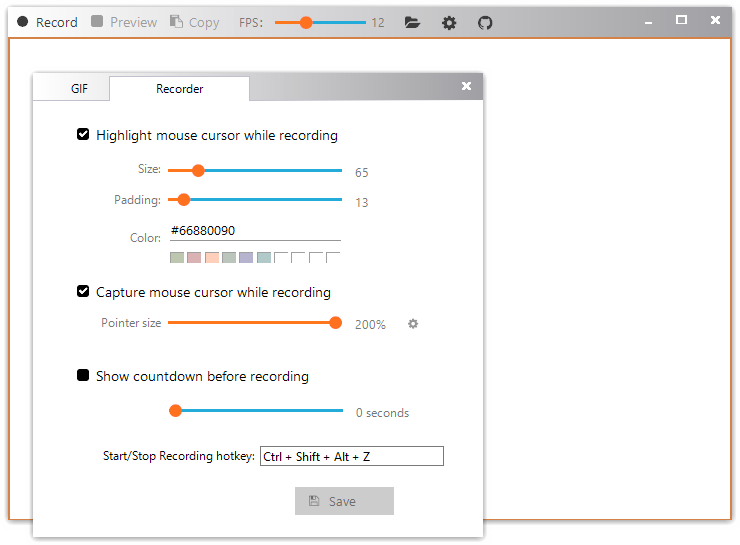 Record Preview Copy FPS: 12
GIF Recorder
Highlight mouse cursor while recording
Size: 65
Padding: 13
Color: #66880090
Capture mouse cursor while recording
Pointer size 200%
Show countdown before recording
0 seconds
Start/Stop Recording hotkey: Ctrl + Shift + Alt + Z
Save